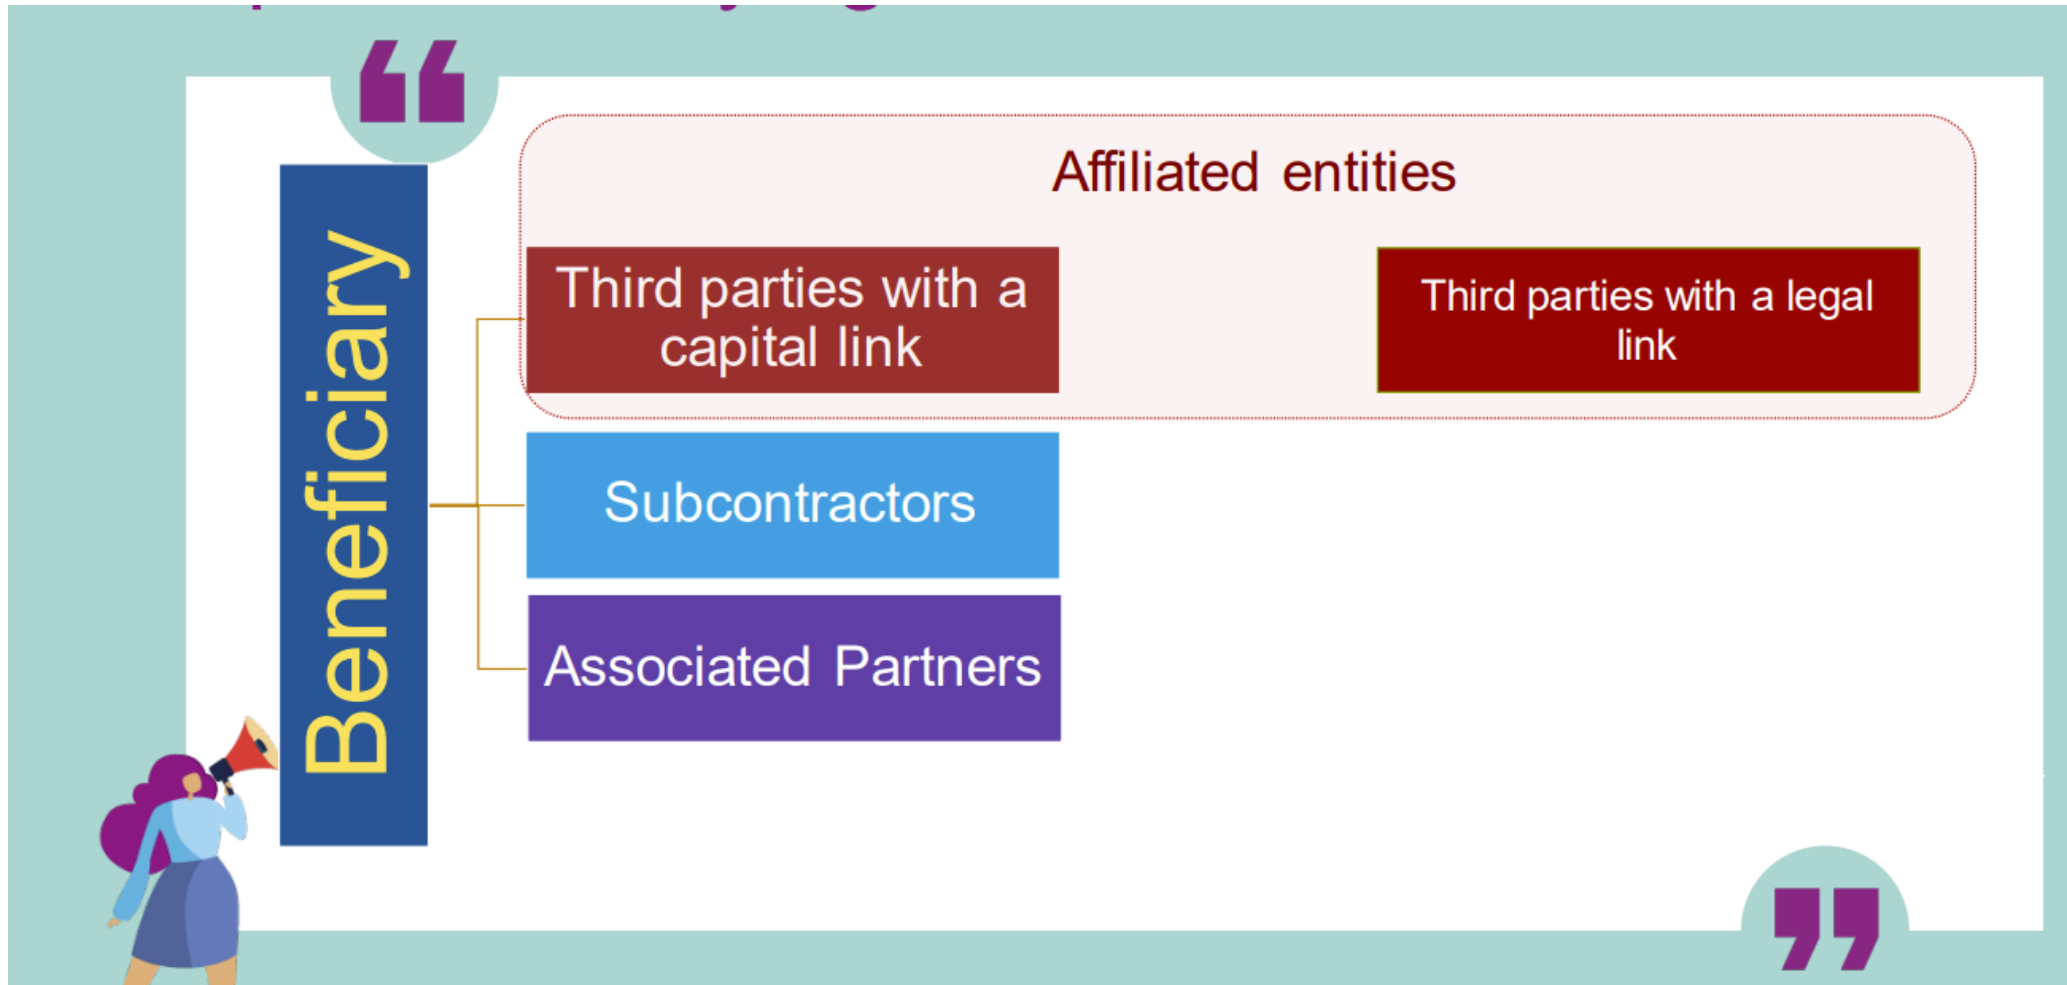 Beneficiary
Affiliated entities
Third parties with a
capital link
Third parties with a legal
link
Subcontractors
Associated Partners